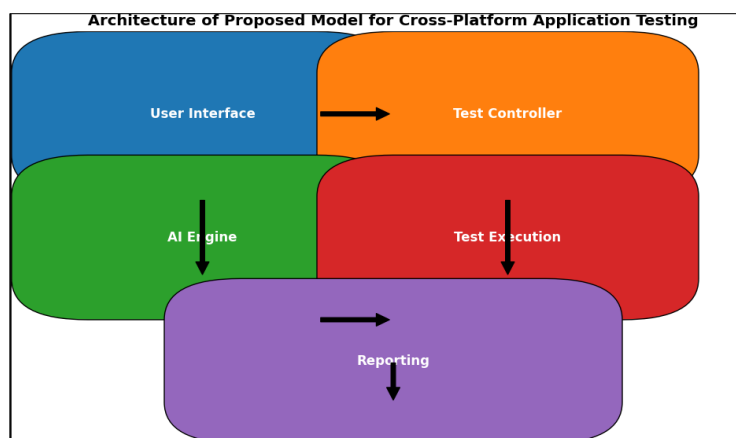 Architecture of Proposed Model for Cross-Platform Application Testing
User Interface
Test Controller
AI Engine
Test Execution
Reporting